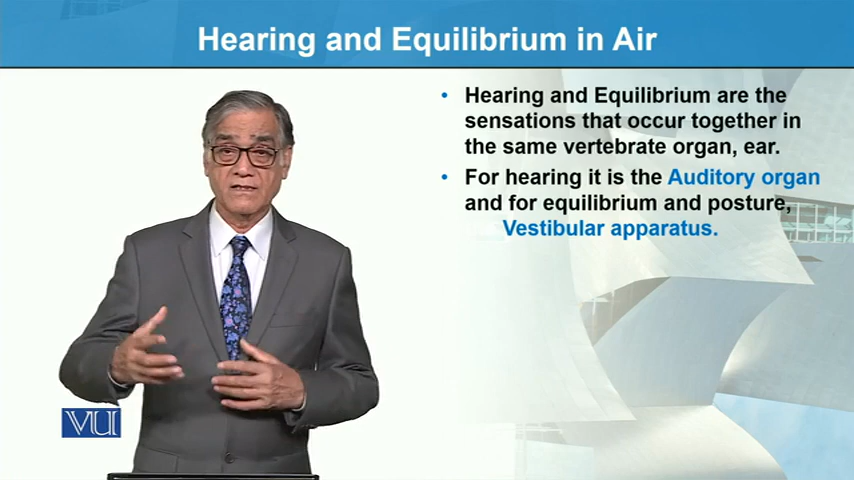 Hearing and Equilibrium in Air
• Hearing and Equilibrium are the
sensations that occur together in
the same vertebrate organ, ear.
• For hearing it is the Auditory organ
and for equilibrium and posture,
Vestibular apparatus.
VU